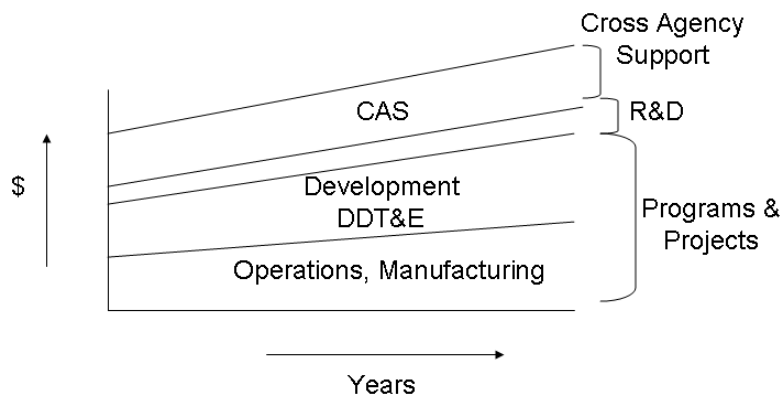 Cross Agency
Support
CAS
R&D
$
Development
DDT&E
Programs &
Projects
Operations, Manufacturing
Years